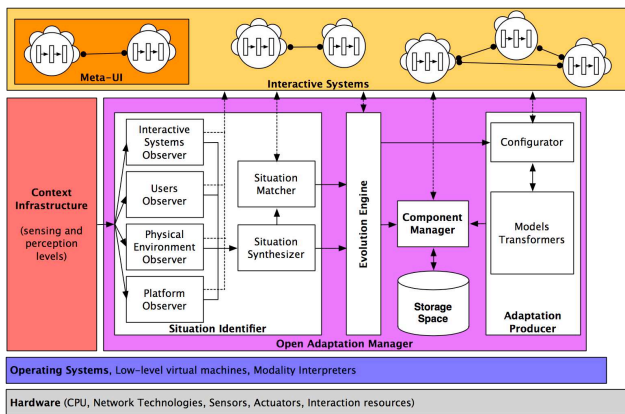 Meta-UI
Interactive Systems
Context
Infrastructure
(sensing and
perception
levels)
Interactive
Systems
Observer
Users
Observer
Physical
Environment
Observer
Platform
Observer
Situation
Matcher
Situation
Synthesizer
Situation Identifier
Evolution Engine
Component
Manager
Storage
Space
Configurator
Models
Transformers
Adaptation
Producer
Open Adaptation Manager
Operating Systems, Low-level virtual machines, Modality Interpreters
Hardware (CPU, Network Technologies, Sensors, Actuators, Interaction resources)